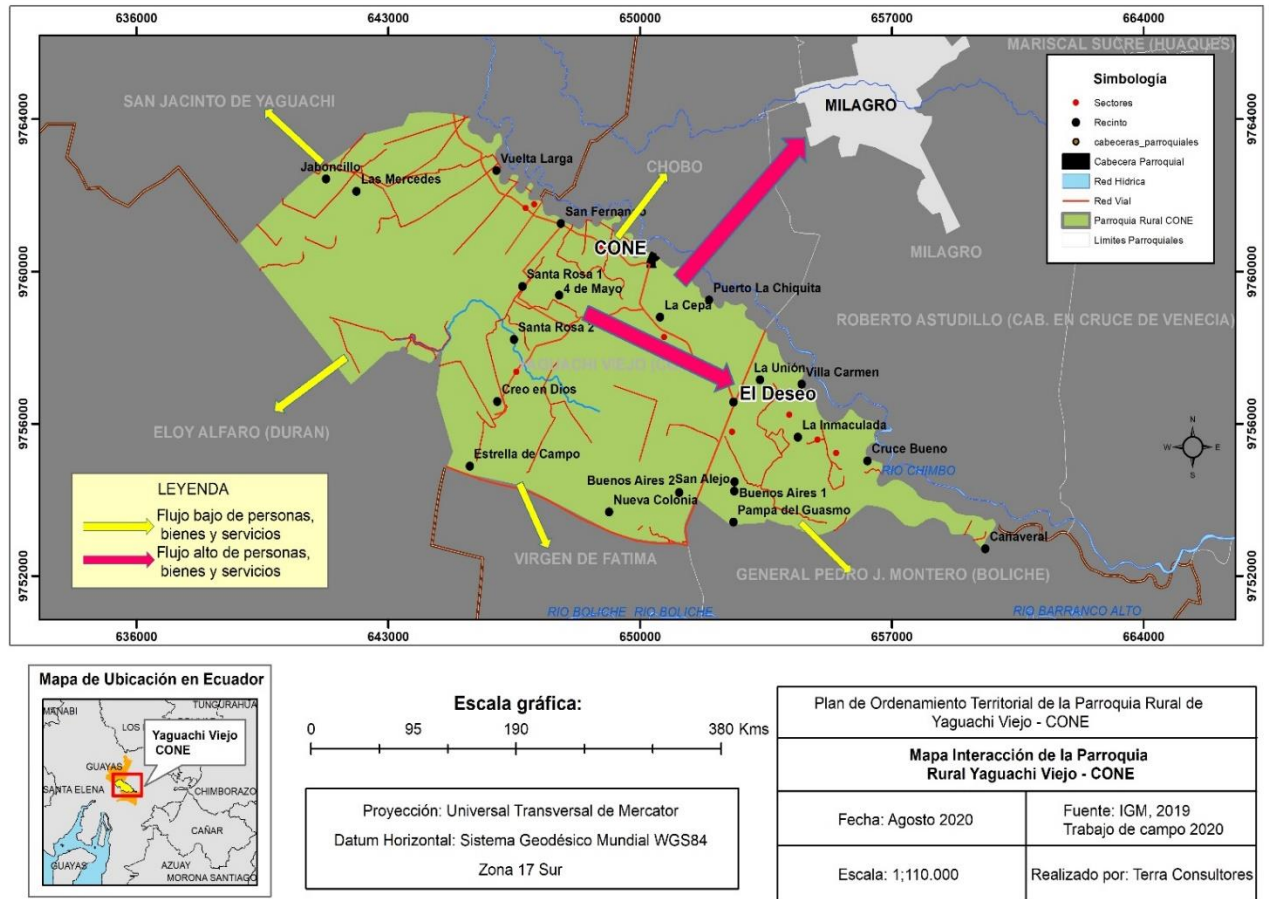 636000
643000
650000
657000
664000
MARISCAL SUCRE (HUAQUES)
SAN JACINTO DE YAGUACHI
MILAGRO
Simbología
Sectores
Recinto
cabeceras_parroquiales
Cabecera Parroquial
Red Hídrica
Red Vial
Parroquia Rural CONE
Limites Parroquiales
9764000
9764000
Vuelta Larga
Jaboncillo
Las Mercedes
CHOBO
San Fernando
CONE
MILAGRO
9760000
9760000
Santa Rosa 1
4 de Mayo
Puerto La Chiquita
La Cepa
ROBERTO ASTUDILLO (CAB. EN CRUCE DE VENECIA)
Santa Rosa 2
La Unión
Villa Carmen
Creo en Dios
El Deseo
9756000
9756000
ELOY ALFARO (DURAN)
La Inmaculada
Cruce Bueno
RIO CHIMBO
Estrella de Campo
N
W
E
S
LEYENDA
Flujo bajo de personas,
bienes y servicios
Flujo alto de personas,
bienes y servicios
Buenos Aires 2
San Alejo
Buenos Aires 1
Nueva Colonia
Pampa del Guasmo
Cañaveral
VIRGEN DE FATIMA
GENERAL PEDRO J. MONTERO (BOLICHE)
9752000
9752000
RIO BOLICHE RIO BOLICHE
RIO BARRANCO ALTO
636000
643000
650000
657000
664000
Mapa de Ubicación en Ecuador
MANABI
TUNGURAHUA
Yaguachi Viejo
CONE
GUAYAS
SANTA ELENA
CHIMBORAZO
CAÑAR
GUAYAS
AZUAY
MORONA SANTIAGO
Escala gráfica:
0 95 190 380 Kms
Proyección: Universal Transversal de Mercator
Datum Horizontal: Sistema Geodésico Mundial WGS84
Zona 17 Sur
Plan de Ordenamiento Territorial de la Parroquia Rural de
Yaguachi Viejo - CONE
Mapa Interacción de la Parroquia
Rural Yaguachi Viejo - CONE
Fecha: Agosto 2020
Fuente: IGM, 2019
Trabajo de campo 2020
Escala: 1;110.000
Realizado por: Terra Consultores